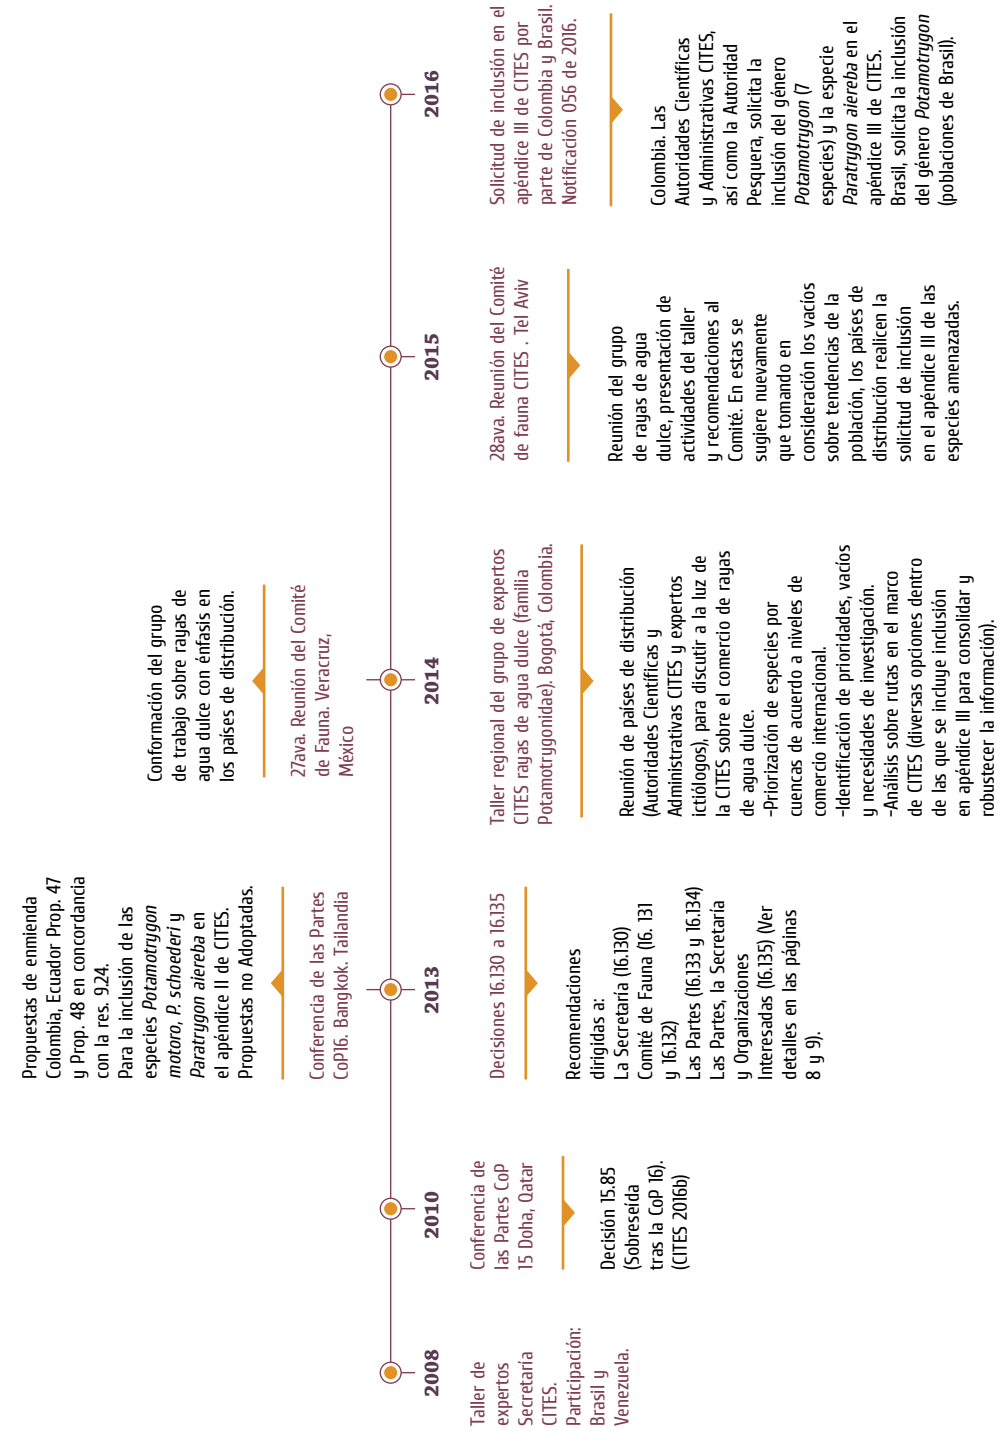 2008
Taller de
expertos
Secretaría
CITES.
Participación:
Brasil y
Venezuela.
2010
Conferencia de
las Partes CoP
15 Doha, Qatar
Decisión 15.85
(Sobreseída
tras la CoP 16).
(CITES 2016b)
Propuestas de enmienda
Colombia, Ecuador Prop. 47
y Prop. 48 en concordancia
con la res. 9.24.
Para la inclusión de las
especies Potamotrygon
motoro, P. schoederi y
Paratrygon aiereba en
el apéndice II de CITES.
Propuestas no Adoptadas.
Conferencia de las Partes
CoP16. Bangkok. Tailandia
2013
Decisiones 16.130 a 16.135
Recomendaciones
dirigidas a:
La Secretaría (16.130)
Comité de Fauna (16. 131
y 16.132)
Las Partes (16.133 y 16.134)
Las Partes, la Secretaría
y Organizaciones
Interesadas (16.135) (Ver
detalles en las páginas
8 y 9).
Conformación del grupo
de trabajo sobre rayas de
agua dulce con énfasis en
los países de distribución.
27ava. Reunión del Comité
de Fauna. Veracruz,
México
2014
Taller regional del grupo de expertos
CITES rayas de agua dulce (familia
Potamotrygonidae). Bogotá, Colombia.
Reunión de países de distribución
(Autoridades Científicas y
Administrativas CITES y expertos
ictiólogos), para discutir a la luz de
la CITES sobre el comercio de rayas
de agua dulce.
-Priorización de especies por
cuencas de acuerdo a niveles de
comercio internacional.
-Identificación de prioridades, vacíos
y necesidades de investigación.
-Análisis sobre rutas en el marco
de CITES (diversas opciones dentro
de las que se incluye inclusión
en apéndice III para consolidar y
robustecer la información).
2015
28ava. Reunión del Comité
de fauna CITES . Tel Aviv
Reunión del grupo
de rayas de agua
dulce, presentación de
actividades del taller
y recomendaciones al
Comité. En estas se
sugiere nuevamente
que tomando en
consideración los vacíos
sobre tendencias de la
población, los países de
distribución realicen la
solicitud de inclusión
en el apéndice III de las
especies amenazadas.
2016
Solicitud de inclusión en el
apéndice III de CITES por
parte de Colombia y Brasil.
Notificación 056 de 2016.
Colombia. Las
Autoridades Científicas
y Administrativas CITES,
así como la Autoridad
Pesquera, solicita la
inclusión del género
Potamotrygon (7
especies) y la especie
Paratrygon aiereba en el
apéndice III de CITES.
Brasil, solicita la inclusión
del género Potamotrygon
(poblaciones de Brasil).